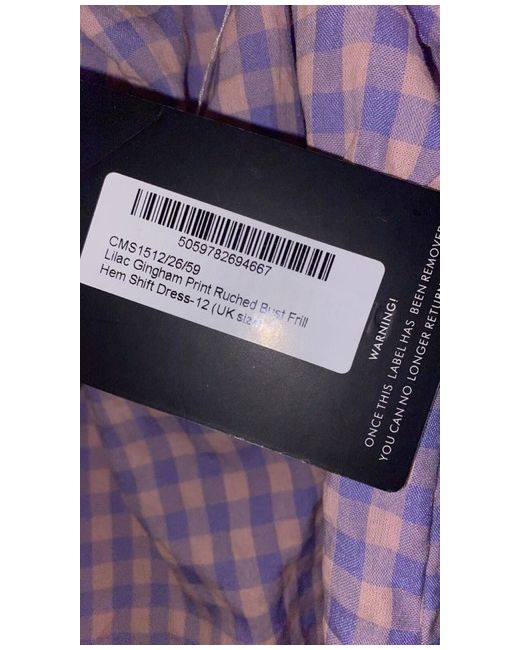 5059782694667
CMS1512/26/59
Lilac Gingham Print Ruched Bust Frill
Hem Shift Dress-12 (UK size)
WARNING!
ONCE THIS LABEL HAS BEEN REMOVED
YOU CAN NO LONGER RETURN